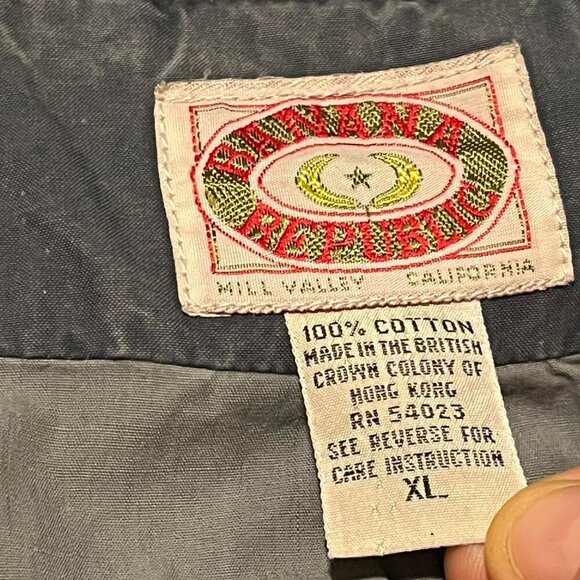 BANANA
REPUBLIC
MILL VALLEY CALIFORNIA
100% COTTON
MADE IN THE BRITISH
CROWN COLONY OF
HONG KONG
RN 54023
SEE REVERSE FOR
CARE INSTRUCTION
XL